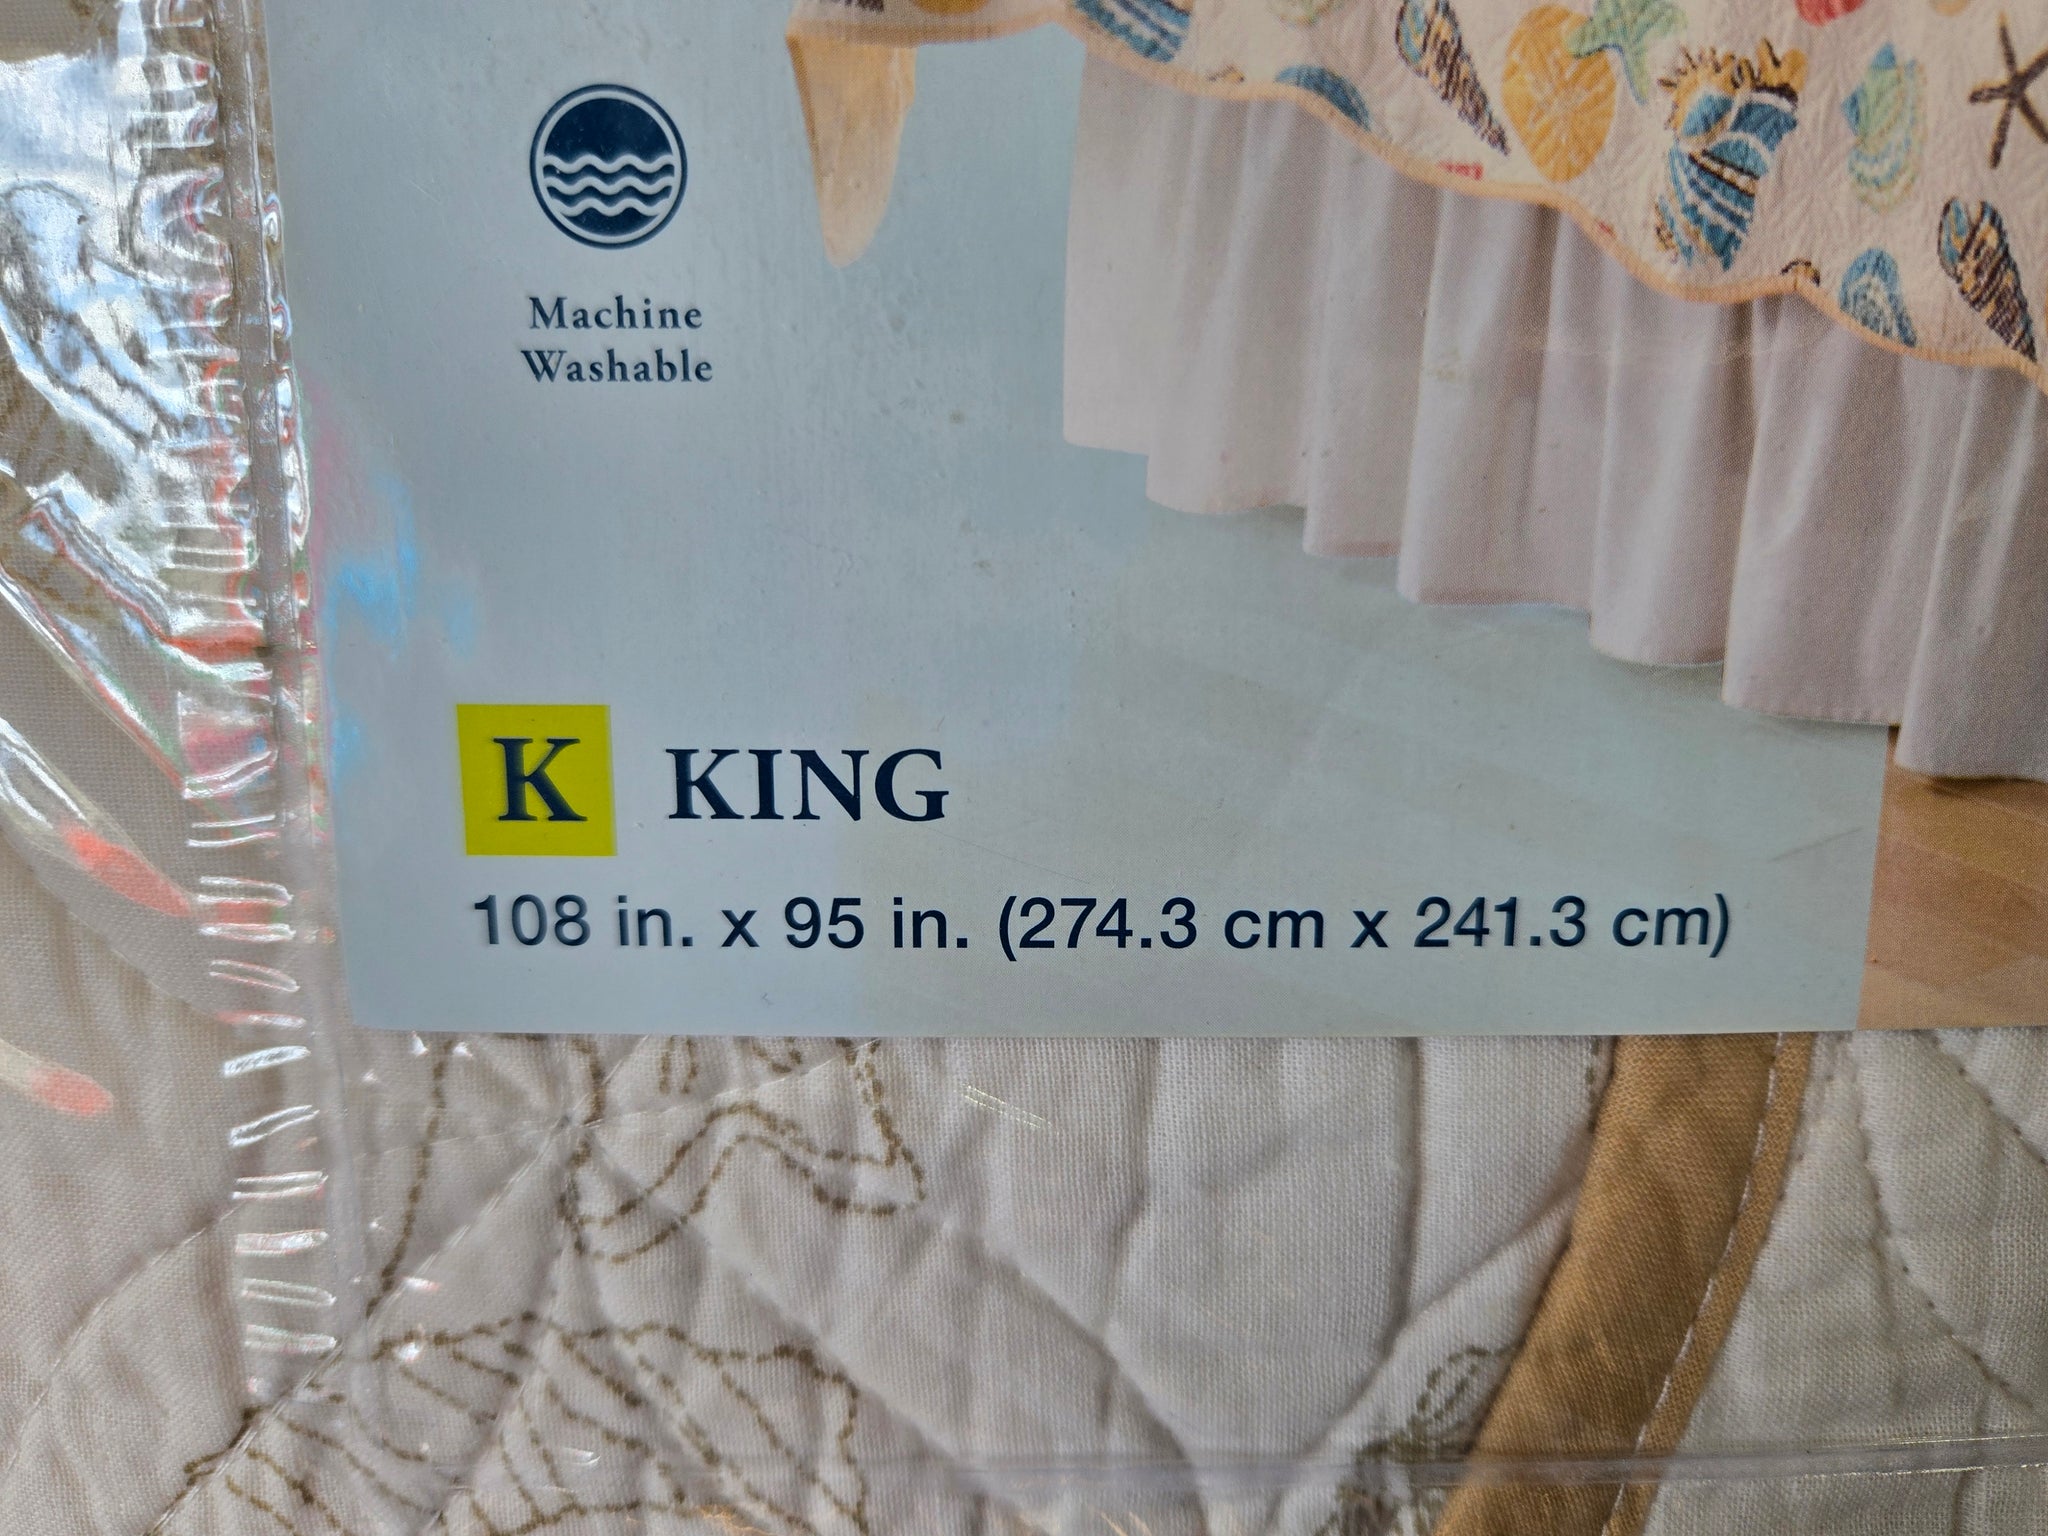 Machine
Washable
K KING
108 in. x 95 in. (274.3 cm x 241.3 cm)